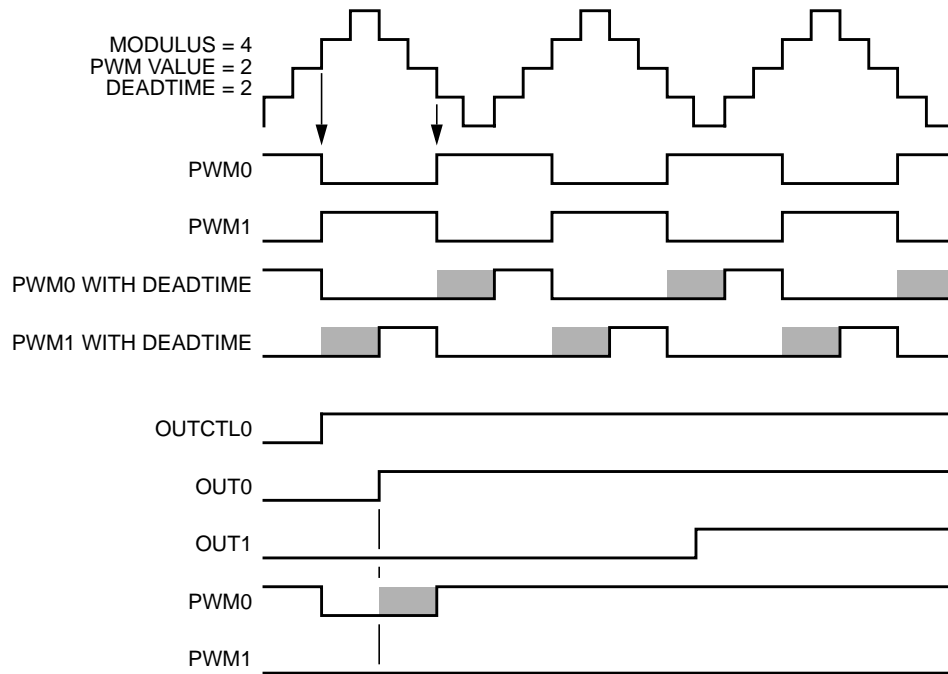 MODULUS = 4
PWM VALUE = 2
DEADTIME = 2
PWM0
PWM1
PWM0 WITH DEADTIME
PWM1 WITH DEADTIME
OUTCTL0
OUT0
OUT1
PWM0
PWM1